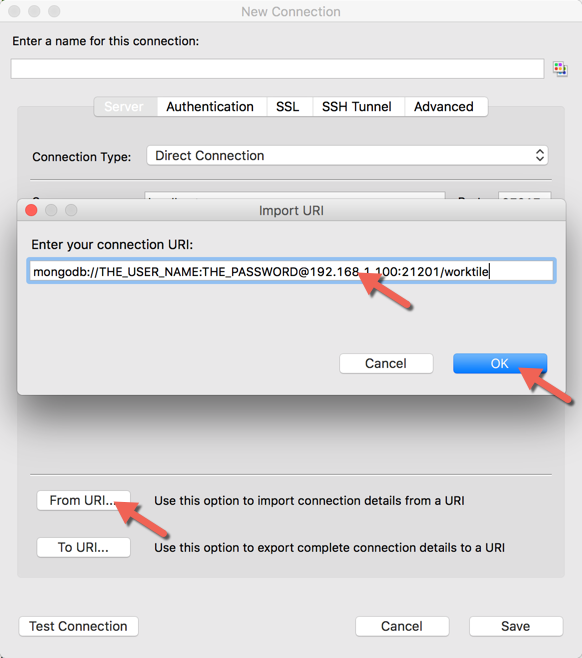 New Connection
Enter a name for this connection:
Server Authentication SSL SSH Tunnel Advanced
Connection Type: Direct Connection
Import URI
Enter your connection URI:
mongodb://THE_USER_NAME:THE_PASSWORD@192.168.1.100:21201/worktile
Cancel OK
From URI... Use this option to import connection details from a URI
To URI... Use this option to export complete connection details to a URI
Test Connection Cancel Save